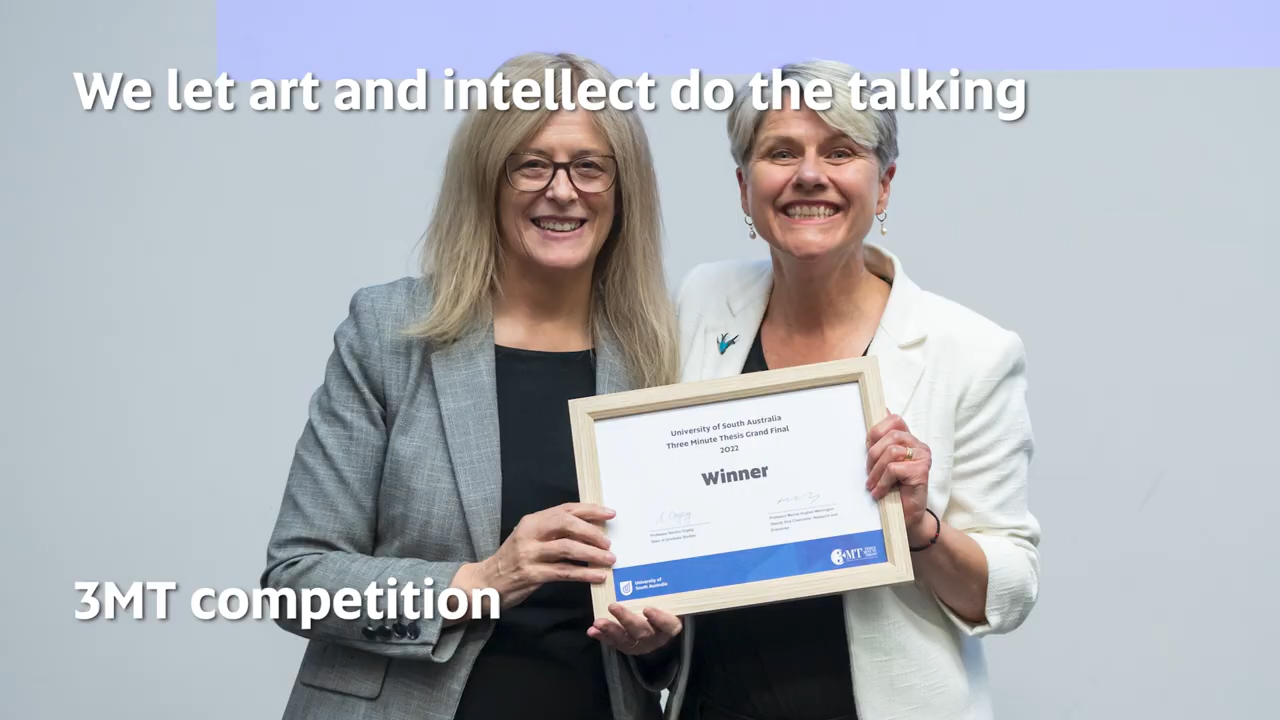 We let art and intellect do the talking
University of South Australia
Three Minute Thesis Grand Final
2022
Winner
University of
South Australia
3MT
3MT competition